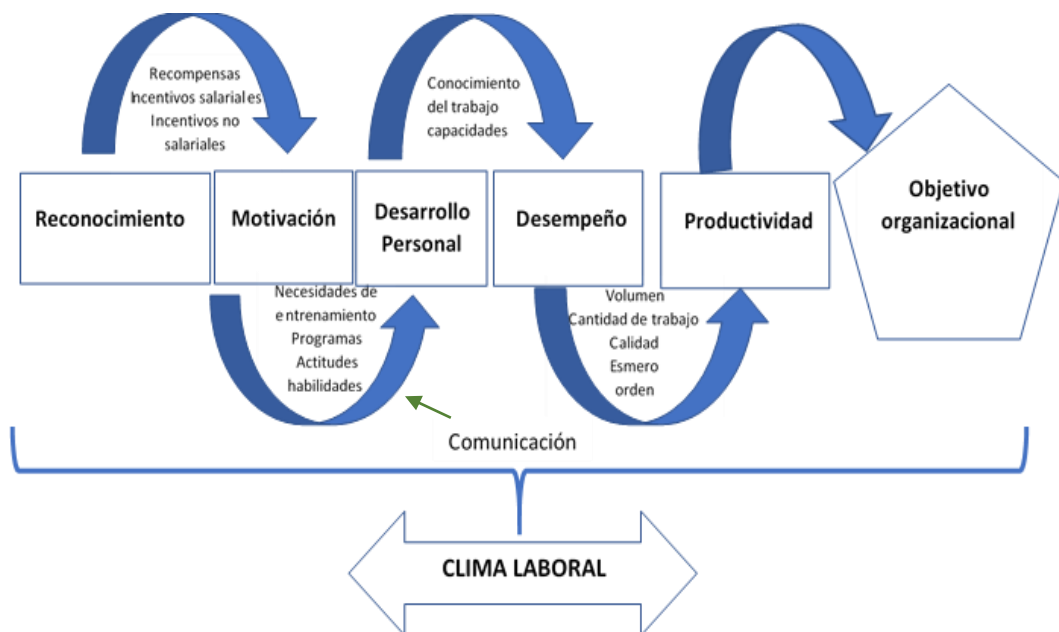 Recompensas
Incentivos salariales
Incentivos no
salariales
Conocimiento
del trabajo
capacidades
Reconocimiento
Motivación
Desarrollo
Personal
Desempeño
Productividad
Objetivo
organizacional
Necesidades de
entrenamiento
Programas
Actitudes
habilidades
Volumen
Cantidad de trabajo
Calidad
Esmero
orden
Comunicación
CLIMA LABORAL